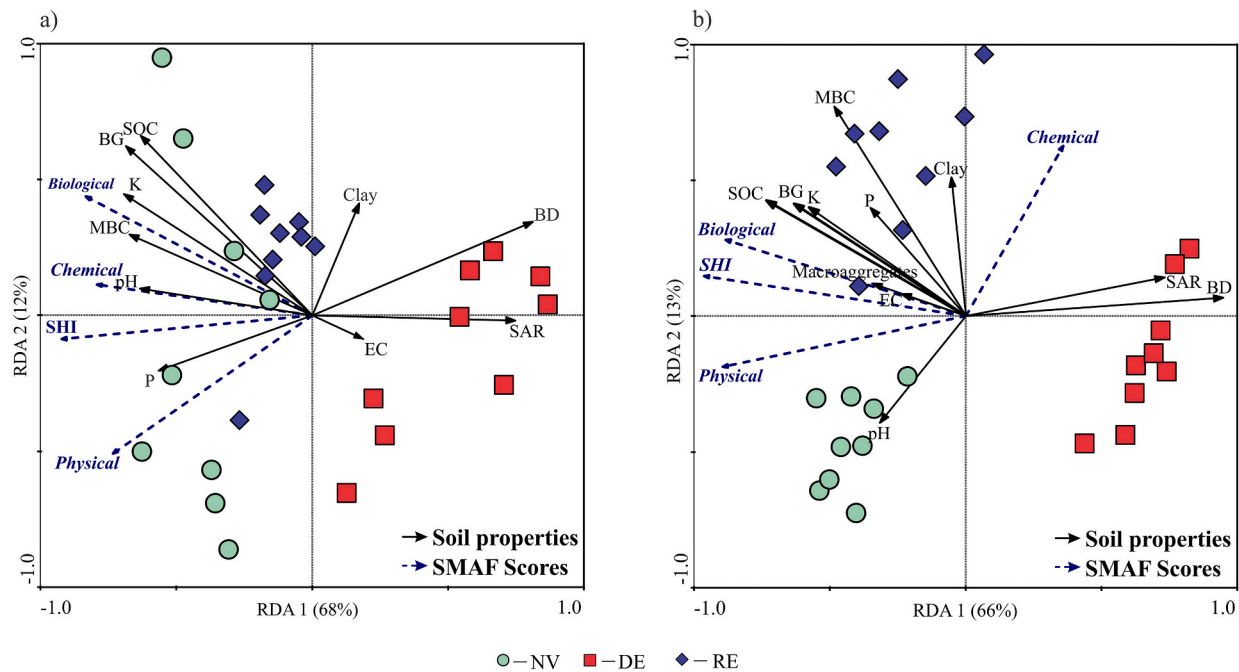 a)
1.0
SOC
BG
K
Biological
Clay
BD
MBC
Chemical
pH
RDA 2 (12%)
SHI
SAR
EC
P
Physical
Soil properties
SMAF Scores
-1.0
-1.0
RDA 1 (68%)
1.0
b)
1.0
MBC
Chemical
Clay
SOC
BG
K
P
Biological
Macroaggregates
SHI
EC
SAR
BD
RDA 2 (13%)
Physical
pH
Soil properties
SMAF Scores
-1.0
-1.0
RDA 1 (66%)
1.0
–NV –DE –RE